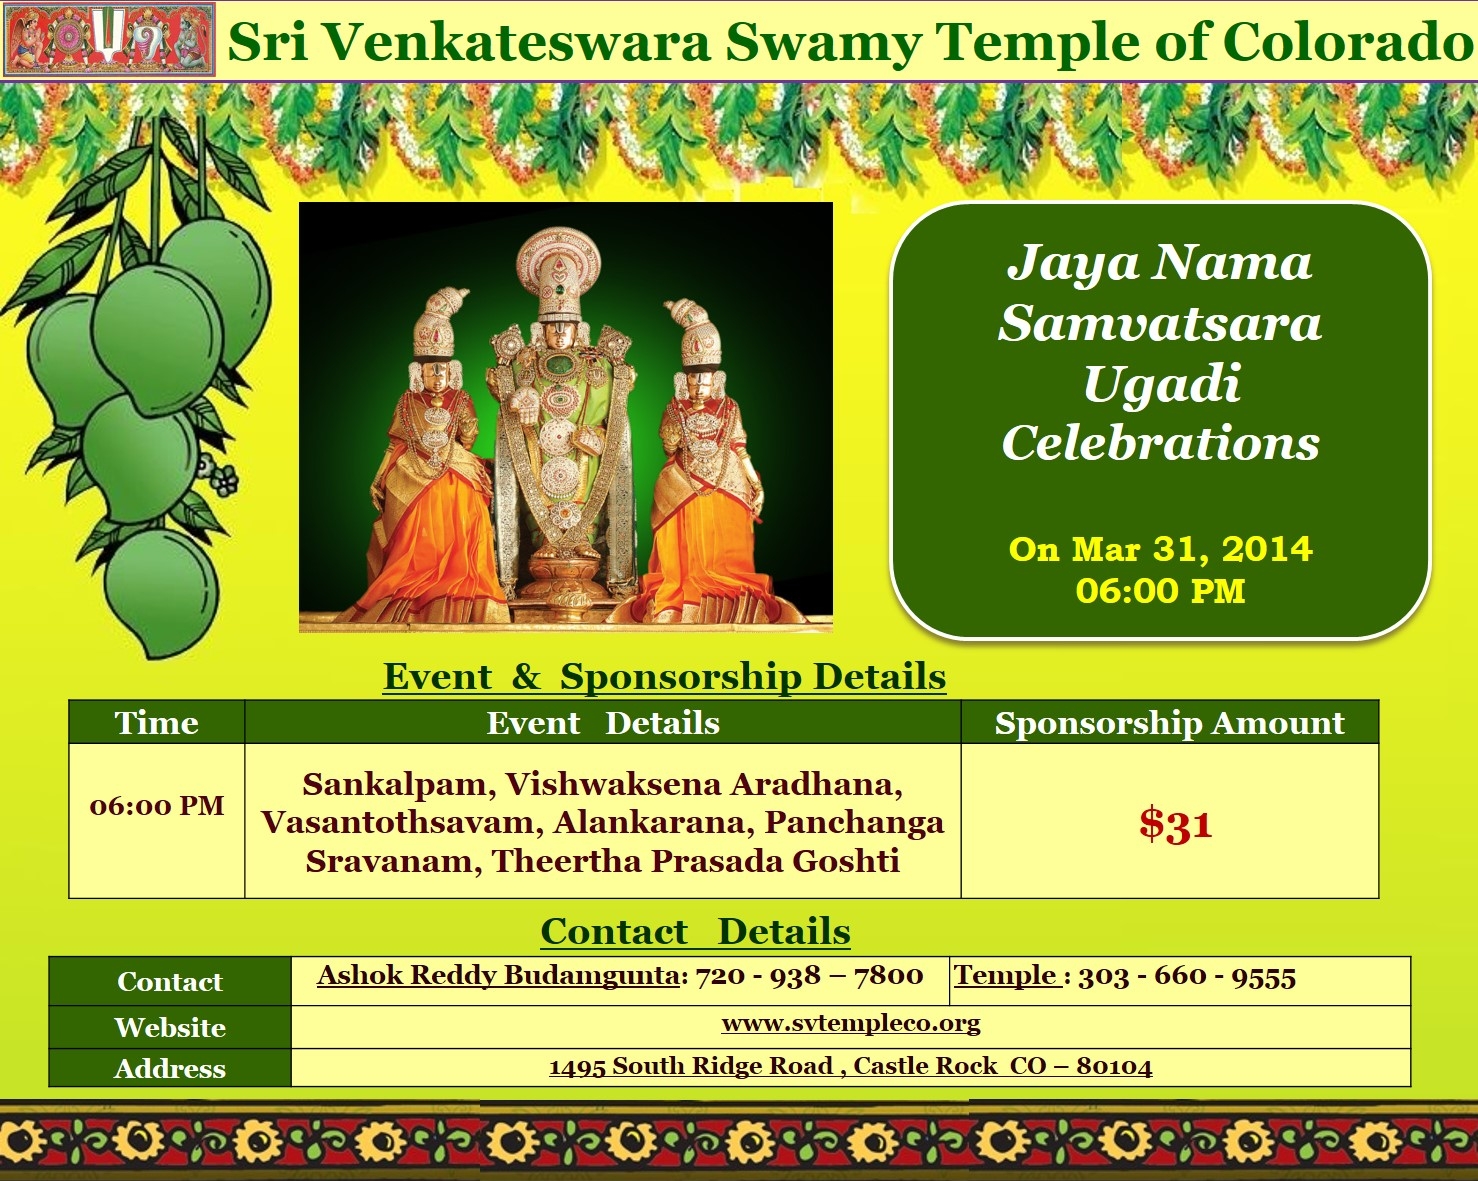 Sri Venkateswara Swamy Temple of Colorado
Jaya Nama
Samvatsara
Ugadi
Celebrations
On Mar 31, 2014
06:00 PM
Event & Sponsorship Details
Time
Event Details
Sponsorship Amount
06:00 PM
Sankalpam, Vishwaksena Aradhana,
Vasantothsavam, Alankarana, Panchanga
Sravanam, Theertha Prasada Goshti
$31
Contact Details
Contact
Ashok Reddy Budamgunta: 720 - 938 – 7800
Temple : 303 - 660 - 9555
Website
www.svtempleco.org
Address
1495 South Ridge Road , Castle Rock CO – 80104